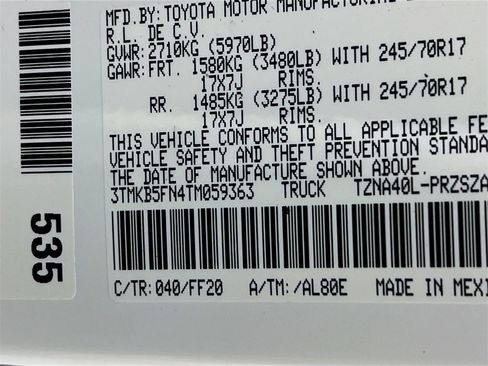 MFD.BY:TOYOTA MOTOR
R.L. DE C.V.
GVWR:2710KG (5970LB)
GAWR:FRT. 1580KG (3480LB) WITH 245/70R17
17X7J RIMS.
RR. 1485KG (3275LB) WITH 245/70R17
17X7J RIMS.
THIS VEHICLE CONFORMS TO ALL APPLICABLE FE
VEHICLE SAFETY AND THEFT PREVENTION STANDA
THE DATE OF MANUFACTURE SHOWN ABOVE.
3TMKB5FN4TM059363 TRUCK TZNA40L-PRZSZA
C/TR:040/FF20 A/TM:/AL80E MADE IN MEXI
535